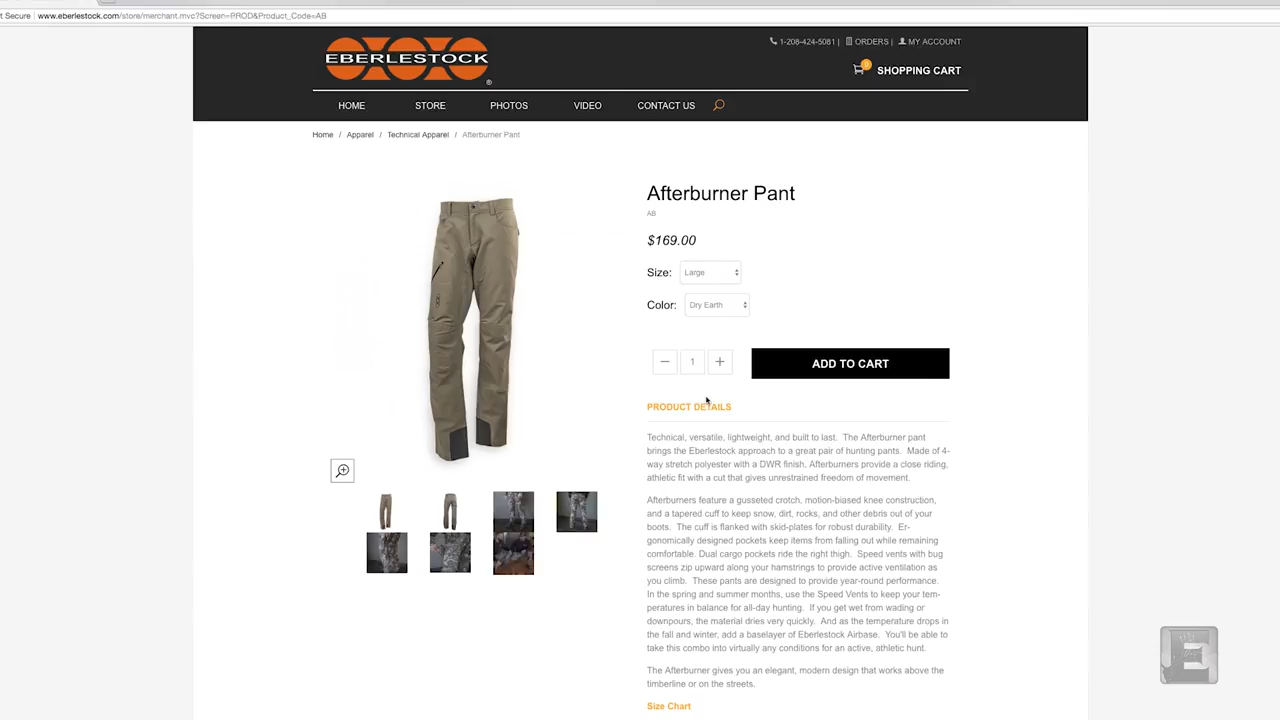 t Secure | www.eberlestock.com/store/merchant.mvc?Screen=PROD&Product_Code=AB
EBERLESTOCK
®
1-208-424-5081 | ORDERS | MY ACCOUNT
0 SHOPPING CART
HOME STORE PHOTOS VIDEO CONTACT US
Home / Apparel / Technical Apparel / Afterburner Pant
Afterburner Pant
AB
$169.00
Size: Large
Color: Dry Earth
1
ADD TO CART
PRODUCT DETAILS
Technical, versatile, lightweight, and built to last. The Afterburner pant
brings the Eberlestock approach to a great pair of hunting pants. Made of 4-
way stretch polyester with a DWR finish, Afterburners provide a close riding,
athletic fit with a cut that gives unrestrained freedom of movement.
Afterburners feature a gusseted crotch, motion-biased knee construction,
and a tapered cuff to keep snow, dirt, rocks, and other debris out of your
boots. The cuff is flanked with skid-plates for robust durability. Er-
gonomically designed pockets keep items from falling out while remaining
comfortable. Dual cargo pockets ride the right thigh. Speed vents with bug
screens zip upward along your hamstrings to provide active ventilation as
you climb. These pants are designed to provide year-round performance.
In the spring and summer months, use the Speed Vents to keep your tem-
peratures in balance for all-day hunting. If you get wet from wading or
downpours, the material dries very quickly. And as the temperature drops in
the fall and winter, add a baselayer of Eberlestock Airbase. You'll be able to
take this combo into virtually any conditions for an active, athletic hunt.
The Afterburner gives you an elegant, modern design that works above the
timberline or on the streets.
Size Chart
E